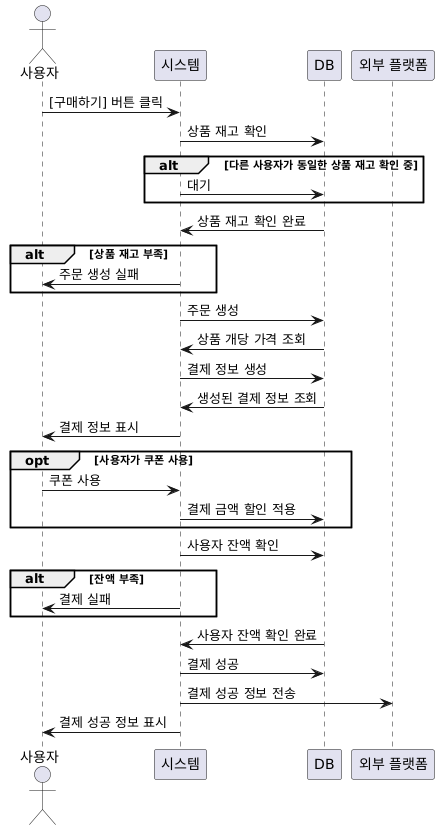 사용자
시스템
DB
외부 플랫폼
[구매하기] 버튼 클릭
상품 재고 확인
alt
[다른 사용자가 동일한 상품 재고 확인 중]
대기
상품 재고 확인 완료
alt
[상품 재고 부족]
주문 생성 실패
주문 생성
상품 개당 가격 조회
결제 정보 생성
생성된 결제 정보 조회
결제 정보 표시
opt
[사용자가 쿠폰 사용]
쿠폰 사용
결제 금액 할인 적용
사용자 잔액 확인
alt
[잔액 부족]
결제 실패
사용자 잔액 확인 완료
결제 성공
결제 성공 정보 전송
결제 성공 정보 표시
사용자
시스템
DB
외부 플랫폼